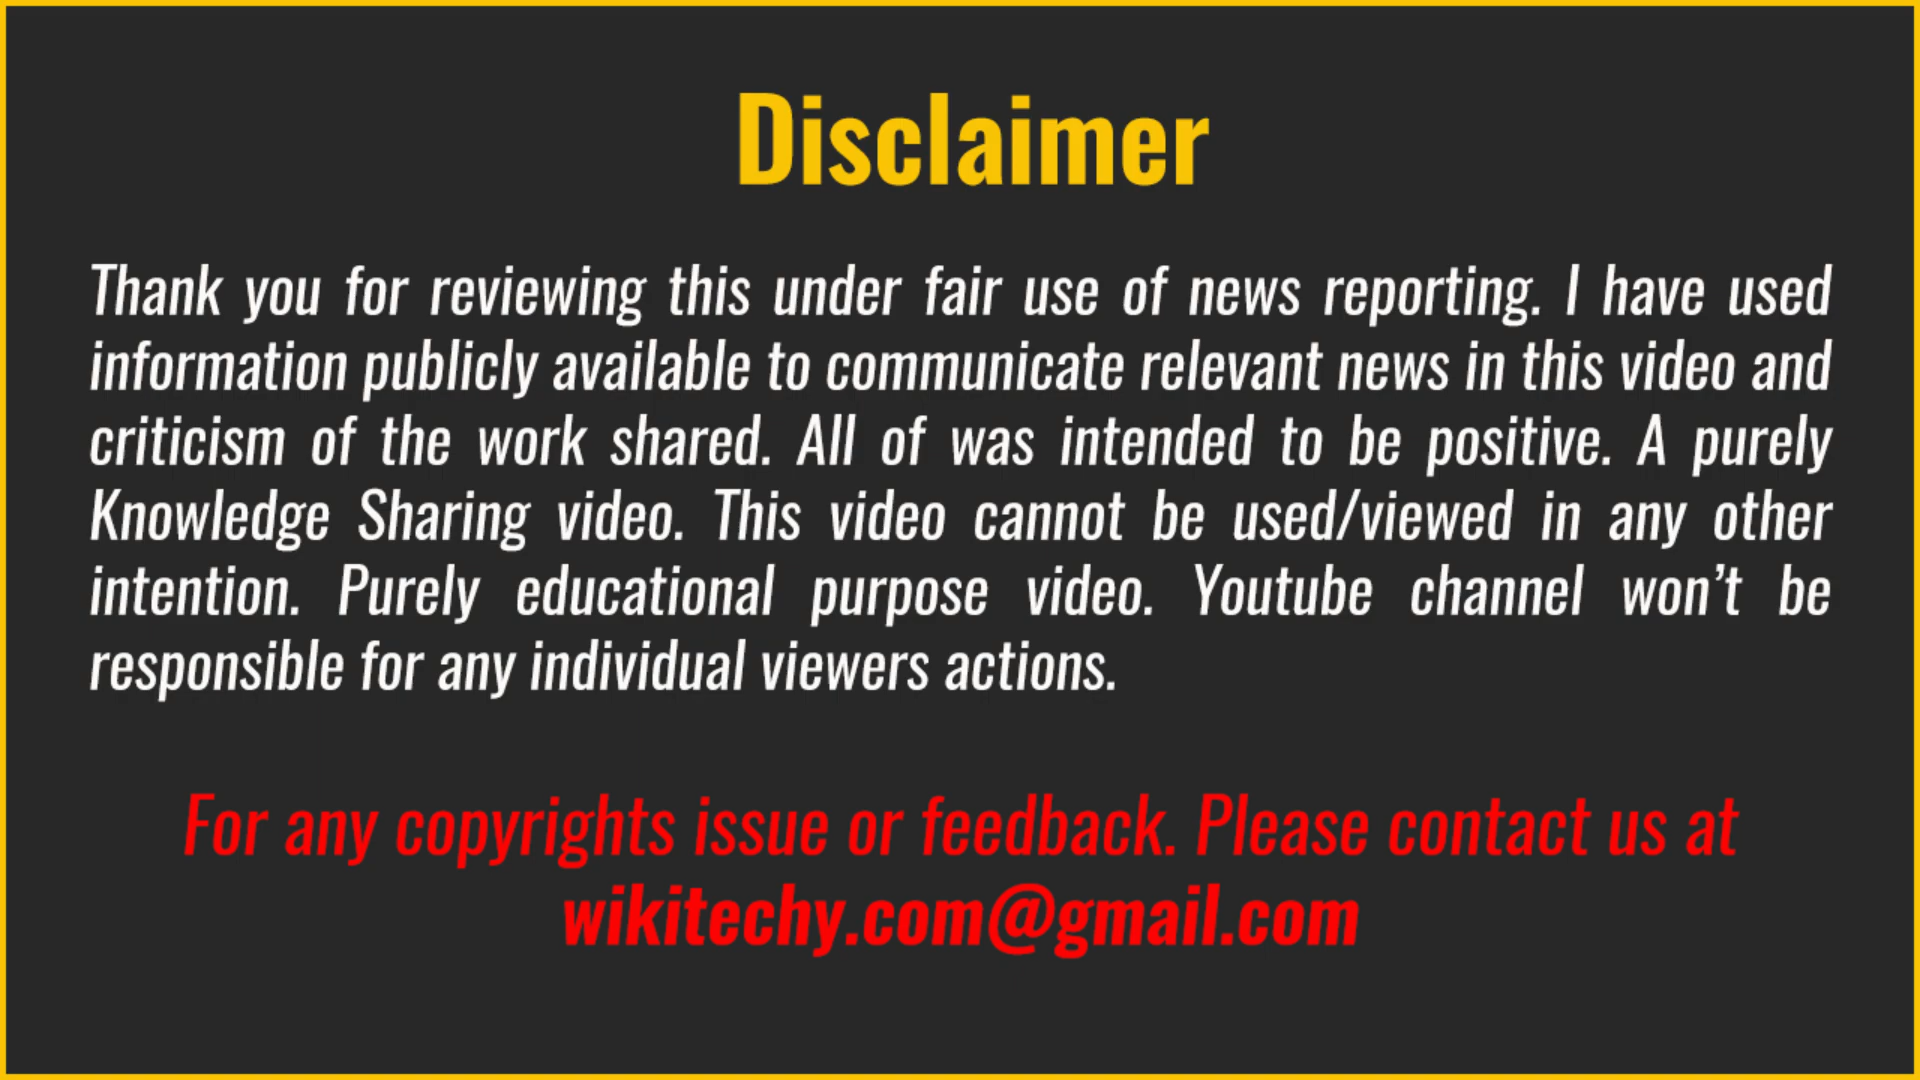 Disclaimer
Thank you for reviewing this under fair use of news reporting. I have used
information publicly available to communicate relevant news in this video and
criticism of the work shared. All of was intended to be positive. A purely
Knowledge Sharing video. This video cannot be used/viewed in any other
intention. Purely educational purpose video. Youtube channel won’t be
responsible for any individual viewers actions.
For any copyrights issue or feedback. Please contact us at
wikitechy.com@gmail.com